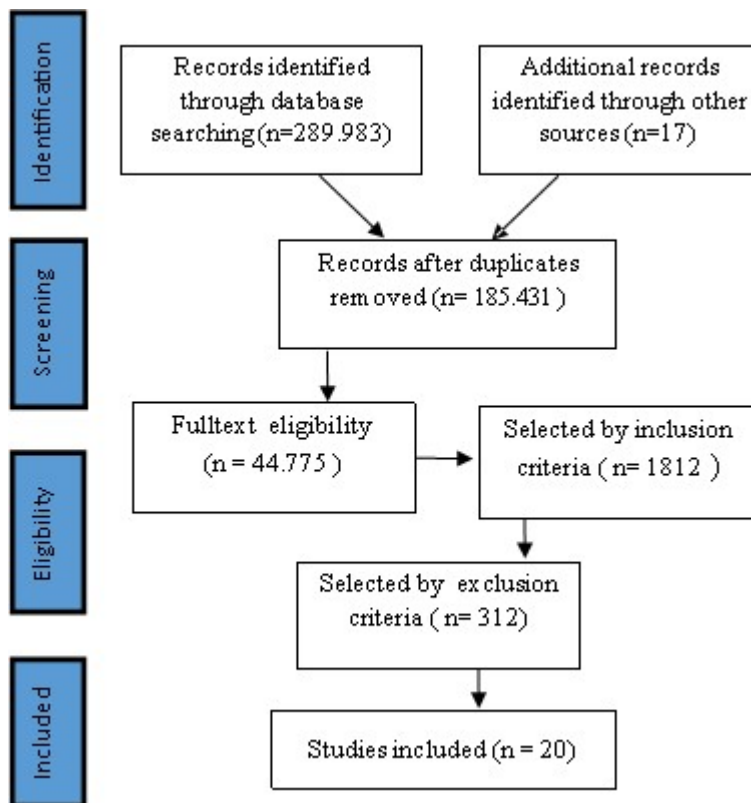 Identification
Records identified
through database
searching (n=289.983)
Additional records
identified through other
sources (n=17)
Screening
Records after duplicates
removed (n= 185.431 )
Fulltext eligibility
(n = 44.775 )
Selected by inclusion
criteria ( n= 1812 )
Eligibility
Selected by exclusion
criteria ( n= 312)
Included
Studies included (n = 20)